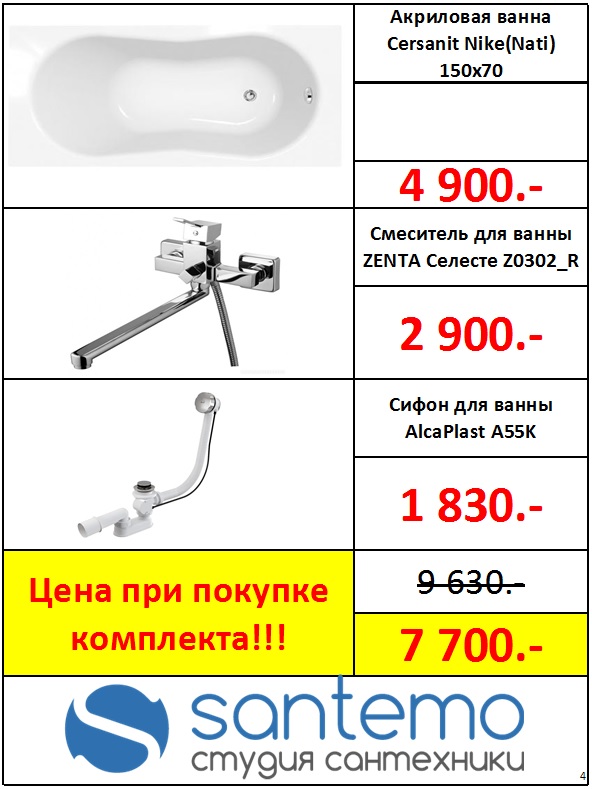 Акриловая ванна
Cersanit Nike(Nati)
150x70
4 900.-
Смеситель для ванны
ZENTA Селесте Z0302_R
2 900.-
Сифон для ванны
AlcaPlast A55K
1 830.-
Цена при покупке
комплекта!!!
9 630.-
7 700.-
santemo
студия сантехники
4